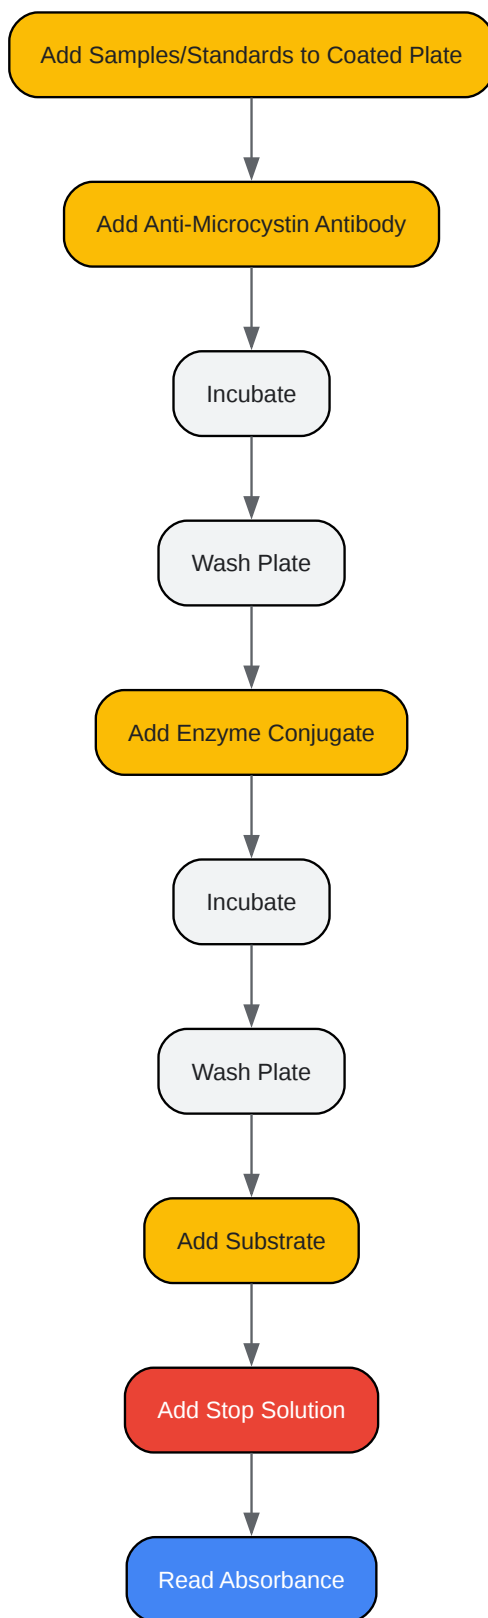 Add Samples/Standards to Coated Plate
Add Anti-Microcystin Antibody
Incubate
Wash Plate
Add Enzyme Conjugate
Incubate
Wash Plate
Add Substrate
Add Stop Solution
Read Absorbance